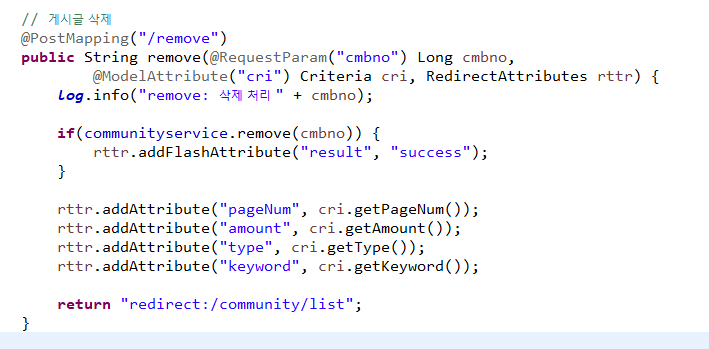 // 게시글 삭제
@PostMapping("/remove")
public String remove(@RequestParam("cmbno") Long cmbno,
@ModelAttribute("cri") Criteria cri, RedirectAttributes rttr) {
log.info("remove: 삭제 처리 " + cmbno);
if(communityservice.remove(cmbno)) {
rttr.addFlashAttribute("result", "success");
}
rttr.addAttribute("pageNum", cri.getPageNum());
rttr.addAttribute("amount", cri.getAmount());
rttr.addAttribute("type", cri.getType());
rttr.addAttribute("keyword", cri.getKeyword());
return "redirect:/community/list";
}